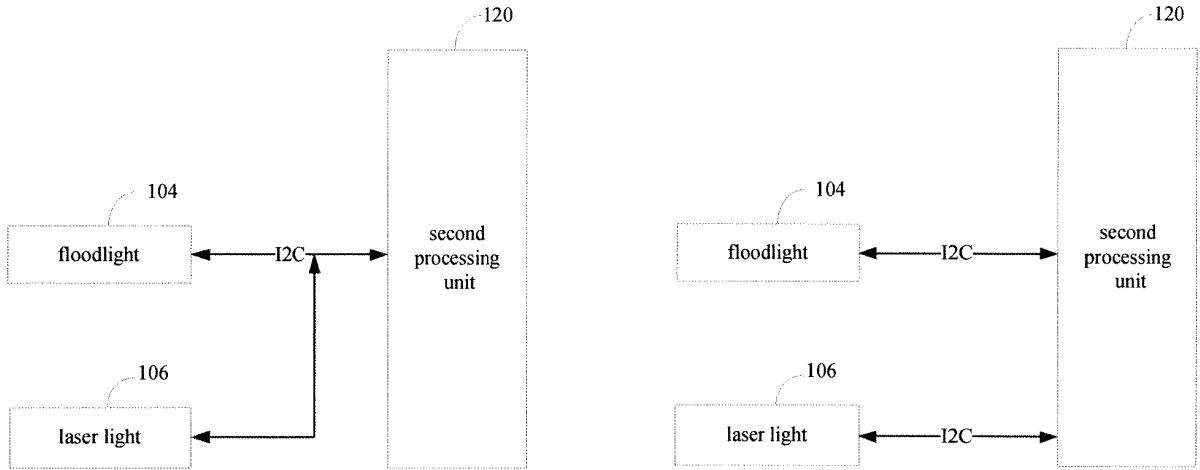 120
104
floodlight
I2C
second
processing
unit
106
laser light
120
104
floodlight
I2C
second
processing
unit
106
laser light
I2C